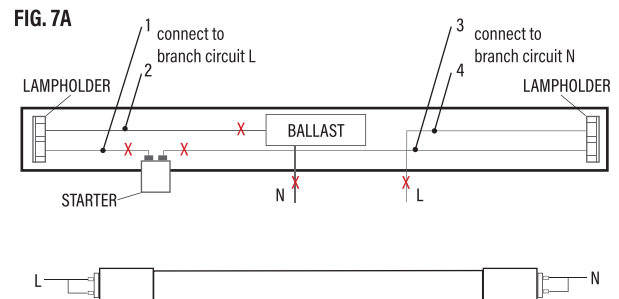 FIG. 7A
1 connect to
branch circuit L
2
3 connect to
branch circuit N
4
LAMPHOLDER
LAMPHOLDER
X
BALLAST
X
X
STARTER
N X
X L
L
N